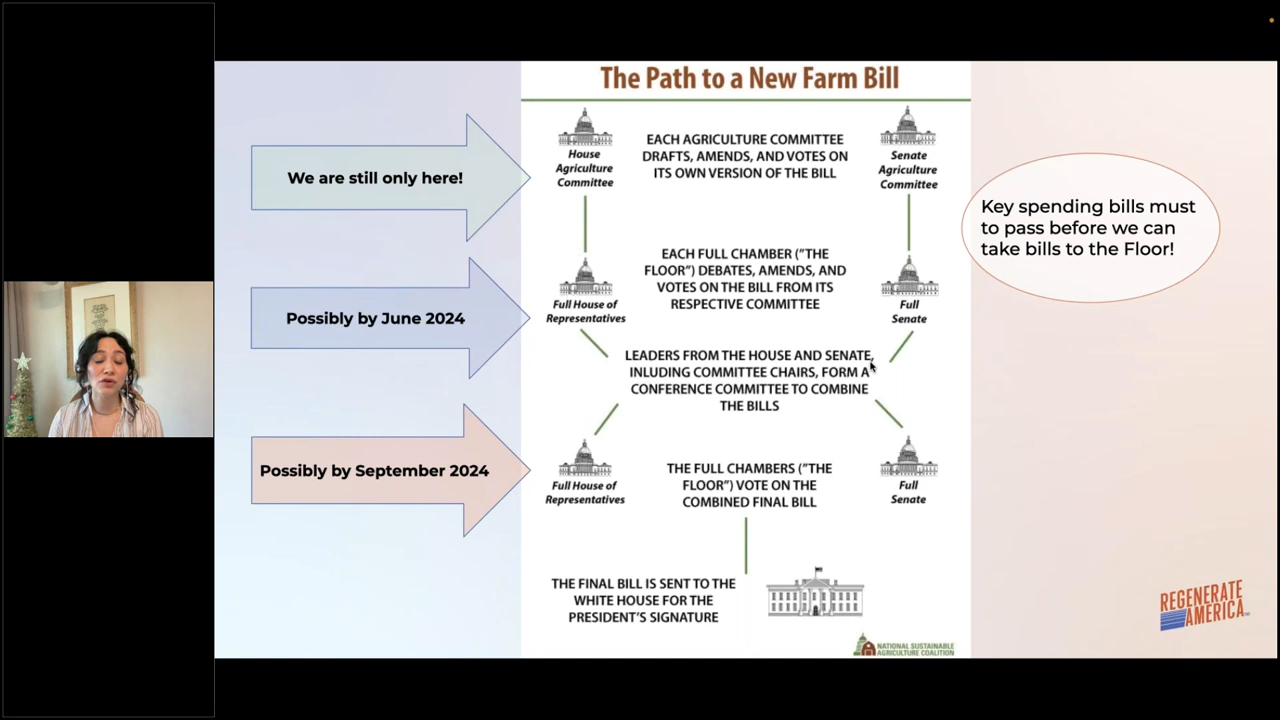 The Path to a New Farm Bill
We are still only here!
House
Agriculture
Committee
EACH AGRICULTURE COMMITTEE
DRAFTS, AMENDS, AND VOTES ON
ITS OWN VERSION OF THE BILL
Senate
Agriculture
Committee
Key spending bills must
to pass before we can
take bills to the Floor!
Possibly by June 2024
Full House of
Representatives
EACH FULL CHAMBER ("THE
FLOOR") DEBATES, AMENDS, AND
VOTES ON THE BILL FROM ITS
RESPECTIVE COMMITTEE
Full
Senate
LEADERS FROM THE HOUSE AND SENATE,
INLUDING COMMITTEE CHAIRS, FORM A
CONFERENCE COMMITTEE TO COMBINE
THE BILLS
Possibly by September 2024
Full House of
Representatives
THE FULL CHAMBERS ("THE
FLOOR") VOTE ON THE
COMBINED FINAL BILL
Full
Senate
THE FINAL BILL IS SENT TO THE
WHITE HOUSE FOR THE
PRESIDENT'S SIGNATURE
REGENERATE
AMERICA
NATIONAL SUSTAINABLE
AGRICULTURE COALITION